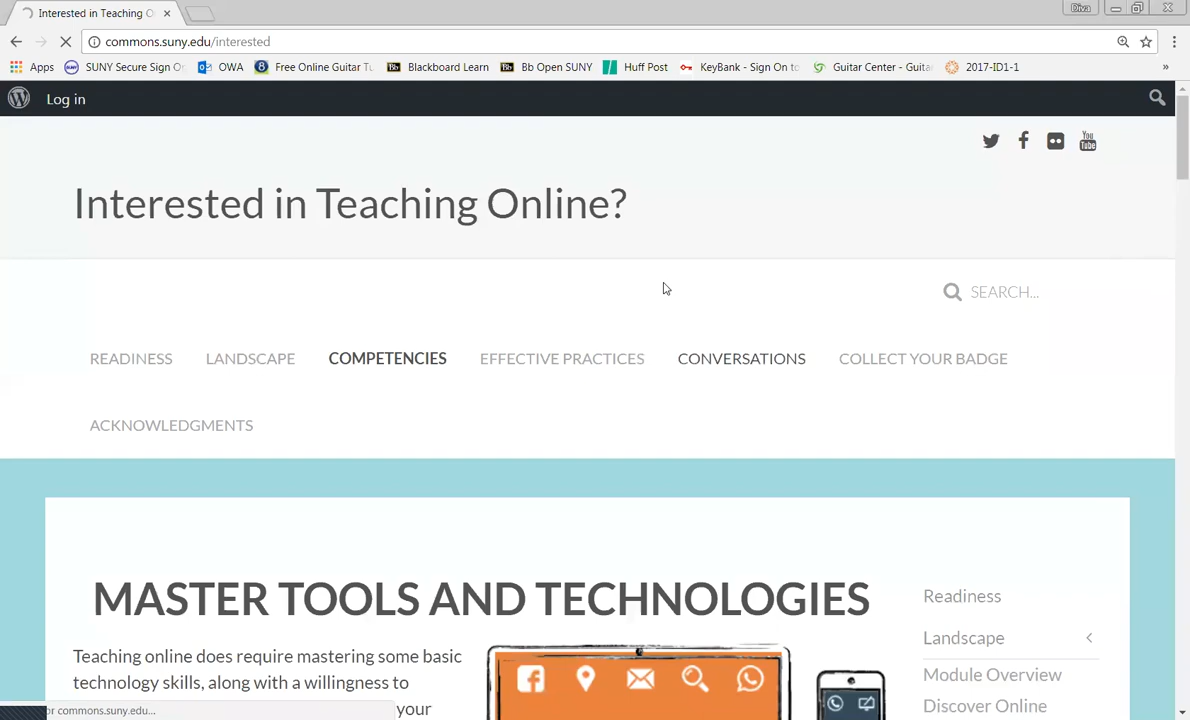 Interested in Teaching O
Diva
commons.suny.edu/interested
Apps SUNY Secure Sign O OWA Free Online Guitar Tu Blackboard Learn Bb Open SUNY Huff Post KeyBank - Sign On to Guitar Center - Guita 2017-ID1-1 »
Log in
You Tube
Interested in Teaching Online?
SEARCH...
READINESS LANDSCAPE COMPETENCIES EFFECTIVE PRACTICES CONVERSATIONS COLLECT YOUR BADGE
ACKNOWLEDGMENTS
MASTER TOOLS AND TECHNOLOGIES
Readiness
Teaching online does require mastering some basic
technology skills, along with a willingness to
your
Landscape
Module Overview
Discover Online
or commons.suny.edu...